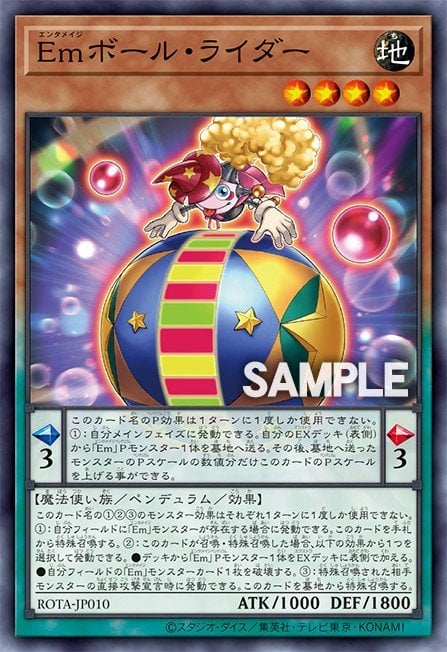 エンタメイジ
Emボール・ライダー
ち
地
SAMPLE
このカード名のP効果は1ターンに1度しか使用できない。
①：自分メインフェイズに発動できる。自分のEXデッキ(表側)
から「Em」Pモンスター1体を墓地へ送る。その後、墓地へ送った
モンスターのPスケールの数値分だけこのカードのPスケール
を上げる事ができる。
3
3
【魔法使い族／ペンデュラム／効果】
このカード名の①②③のモンスター効果はそれぞれ1ターンに1度しか使用できない。
①：自分フィールドに「Em」モンスターが存在する場合に発動できる。このカードを手札
から特殊召喚する。②：このカードが召喚・特殊召喚した場合、以下の効果から1つを
選択して発動できる。●デッキから「Em」Pモンスター1体をEXデッキに表側で加える。
●自分フィールドの「Em」モンスターカード1枚を破壊する。③：特殊召喚された相手
モンスターの直接攻撃宣言時に発動できる。このカードを墓地から特殊召喚する。
ATK/1000 DEF/1800
ROTA-JP010
©スタジオ・ダイス／集英社・テレビ東京・KONAMI